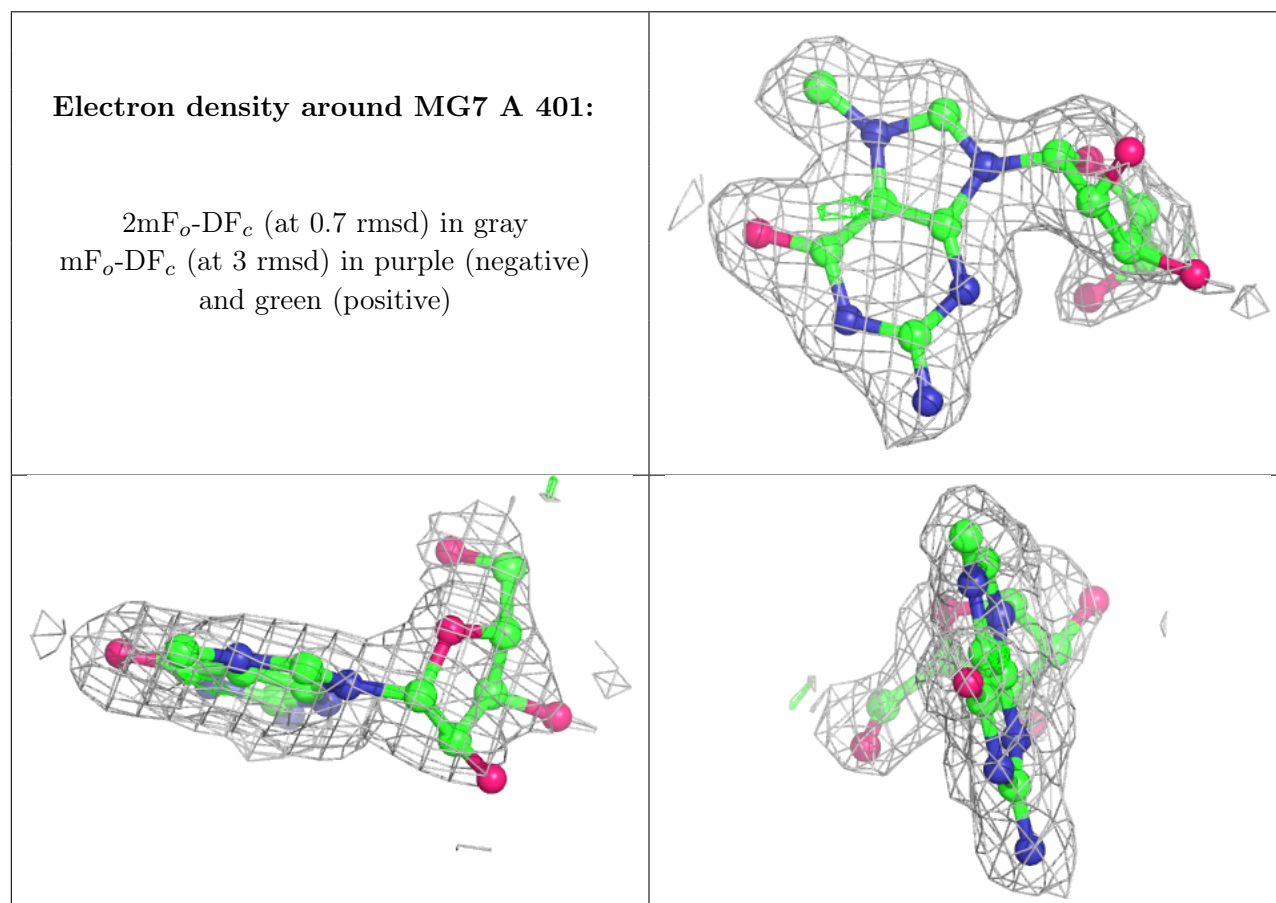 Electron density around MG7 A 401:
2mFo-DFc (at 0.7 rmsd) in gray
mFo-DFc (at 3 rmsd) in purple (negative)
and green (positive)